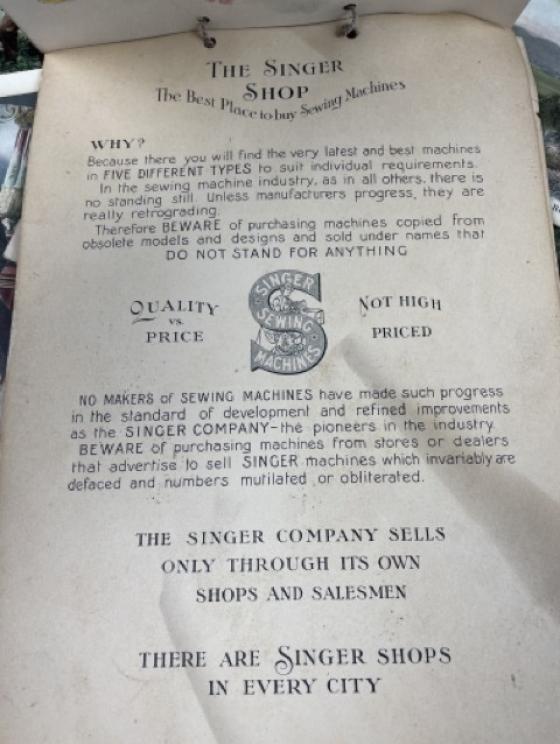 THE SINGER
SHOP
The Best Place to buy Sewing Machines
WHY?
Because there you will find the very latest and best machines
in FIVE DIFFERENT TYPES to suit individual requirements.
In the sewing machine industry, as in all others, there is
no standing still. Unless manufacturers progress, they are
really retrograding.
Therefore BEWARE of purchasing machines copied from
obsolete models and designs and sold under names that
DO NOT STAND FOR ANYTHING
QUALITY
vs.
PRICE
SINGER
SEWING
MACHINES
NOT HIGH
PRICED
NO MAKERS of SEWING MACHINES have made such progress
in the standard of development and refined improvements
as the SINGER COMPANY-the pioneers in the industry.
BEWARE of purchasing machines from stores or dealers
that advertise to sell SINGER machines which invariably are
defaced and numbers mutilated or obliterated.
THE SINGER COMPANY SELLS
ONLY THROUGH ITS OWN
SHOPS AND SALESMEN
THERE ARE SINGER SHOPS
IN EVERY CITY